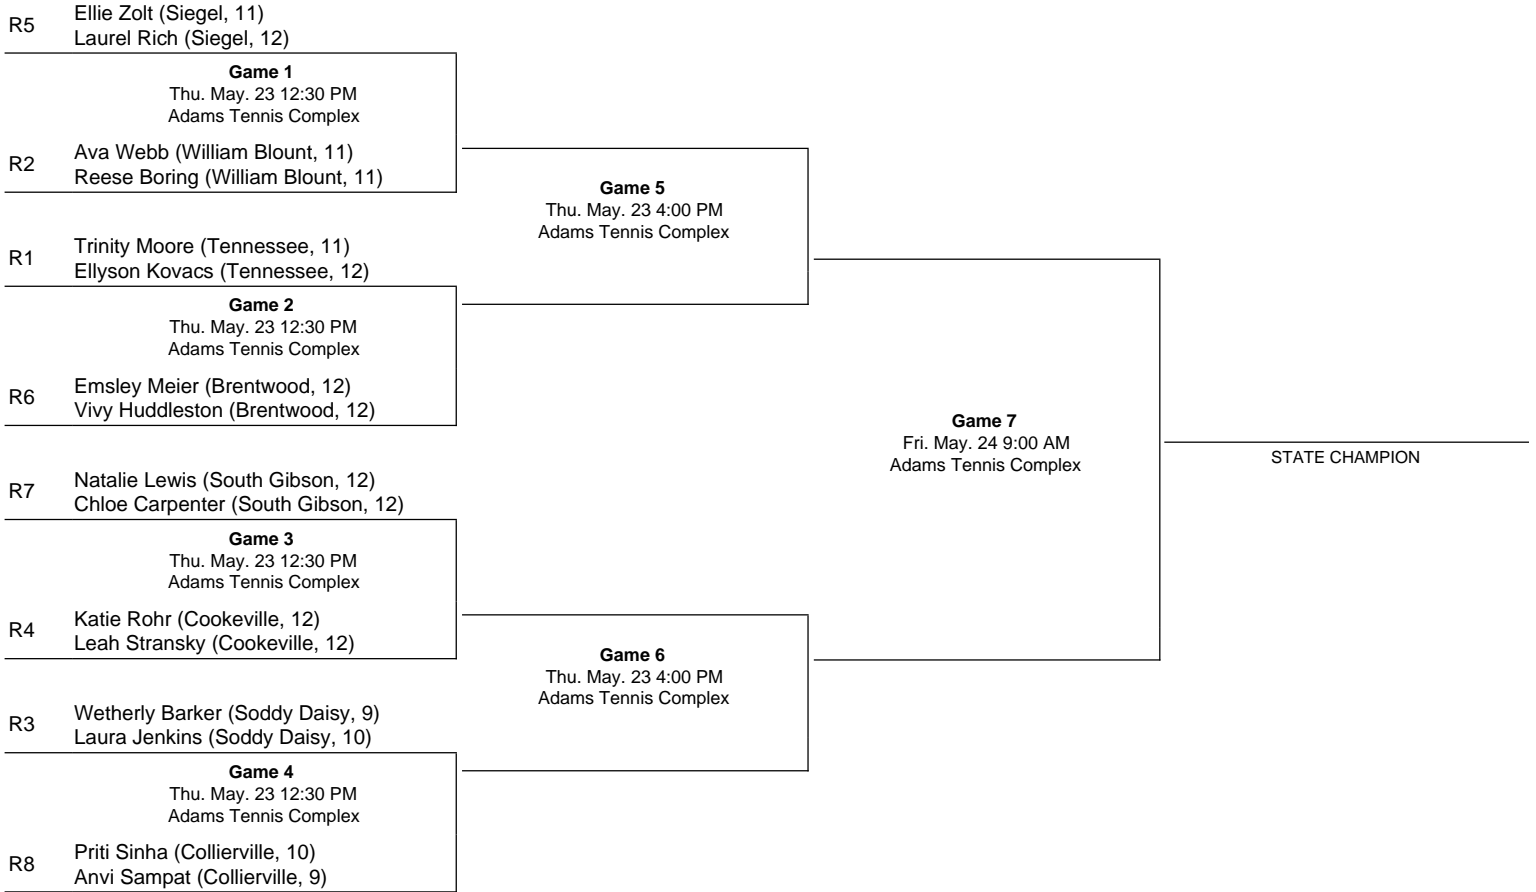 R5
Ellie Zolt (Siegel, 11)
Laurel Rich (Siegel, 12)
Game 1
Thu. May. 23 12:30 PM
Adams Tennis Complex
R2
Ava Webb (William Blount, 11)
Reese Boring (William Blount, 11)
Game 5
Thu. May. 23 4:00 PM
Adams Tennis Complex
R1
Trinity Moore (Tennessee, 11)
Ellyson Kovacs (Tennessee, 12)
Game 2
Thu. May. 23 12:30 PM
Adams Tennis Complex
R6
Emsley Meier (Brentwood, 12)
Vivy Huddleston (Brentwood, 12)
Game 7
Fri. May. 24 9:00 AM
Adams Tennis Complex
STATE CHAMPION
R7
Natalie Lewis (South Gibson, 12)
Chloe Carpenter (South Gibson, 12)
Game 3
Thu. May. 23 12:30 PM
Adams Tennis Complex
R4
Katie Rohr (Cookeville, 12)
Leah Stransky (Cookeville, 12)
Game 6
Thu. May. 23 4:00 PM
Adams Tennis Complex
R3
Wetherly Barker (Soddy Daisy, 9)
Laura Jenkins (Soddy Daisy, 10)
Game 4
Thu. May. 23 12:30 PM
Adams Tennis Complex
R8
Priti Sinha (Collierville, 10)
Anvi Sampat (Collierville, 9)